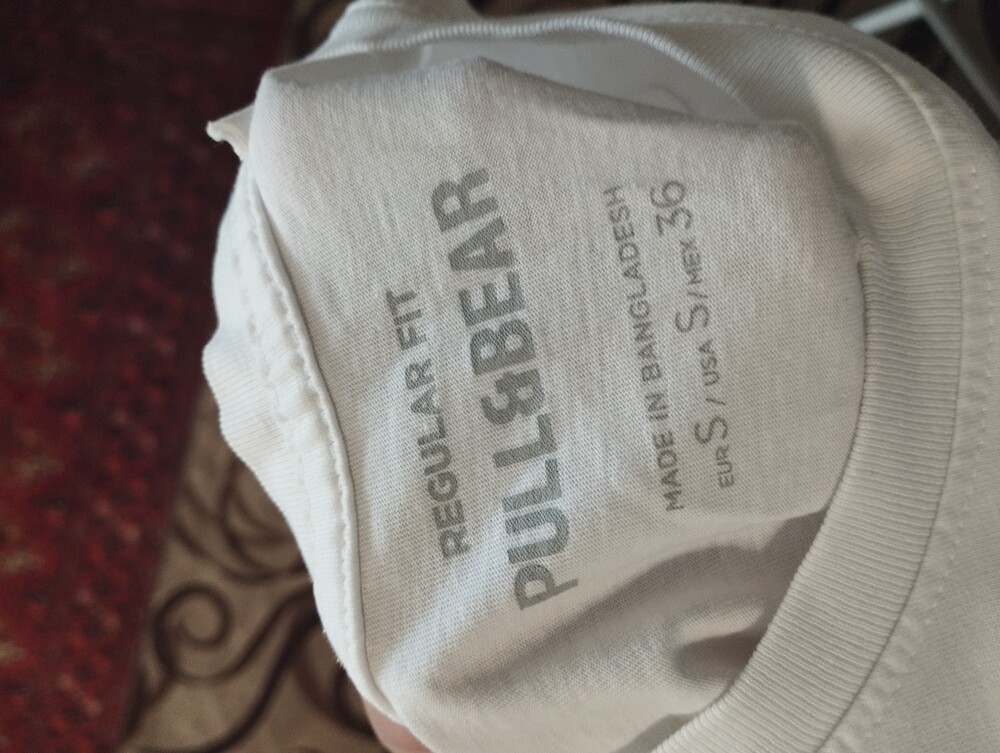 REGULAR FIT
PULL&BEAR
MADE IN BANGLADESH
EUR S / USA S / MEX 36